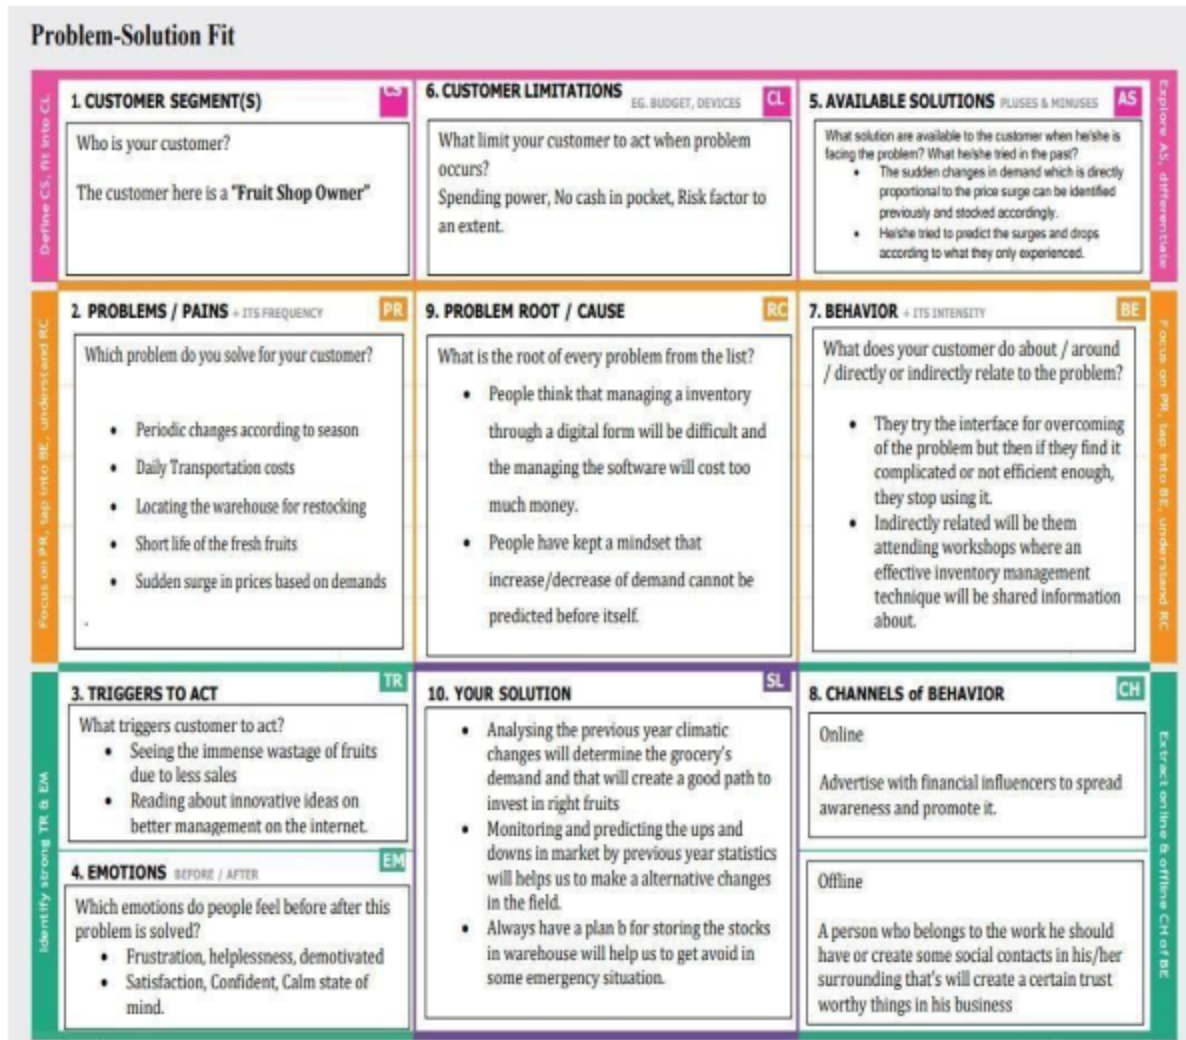 Problem-Solution Fit
Define CS, fit into CL
1. CUSTOMER SEGMENT(S)
CS
Who is your customer?
The customer here is a "Fruit Shop Owner"
6. CUSTOMER LIMITATIONS
EG. BUDGET, DEVICES
CL
What limit your customer to act when problem
occurs?
Spending power, No cash in pocket, Risk factor to
an extent.
5. AVAILABLE SOLUTIONS PLUSES & MINUSES
AS
What solution are available to the customer when he/she is
facing the problem? What he/she tried in the past?
• The sudden changes in demand which is directly
proportional to the price surge can be identified
previously and stocked accordingly.
• He/she tried to predict the surges and drops
according to what they only experienced.
Explore AS, differentiate
Focus on PR, tap into BE, understand RC
2. PROBLEMS / PAINS + ITS FREQUENCY
PR
Which problem do you solve for your customer?
• Periodic changes according to season
• Daily Transportation costs
• Locating the warehouse for restocking
• Short life of the fresh fruits
• Sudden surge in prices based on demands
.
9. PROBLEM ROOT / CAUSE
RC
What is the root of every problem from the list?
• People think that managing a inventory
through a digital form will be difficult and
the managing the software will cost too
much money.
• People have kept a mindset that
increase/decrease of demand cannot be
predicted before itself.
7. BEHAVIOR + ITS INTENSITY
BE
What does your customer do about / around
/ directly or indirectly relate to the problem?
• They try the interface for overcoming
of the problem but then if they find it
complicated or not efficient enough,
they stop using it.
• Indirectly related will be them
attending workshops where an
effective inventory management
technique will be shared information
about.
Focus on PR, tap into BE, understand RC
Identify strong TR & EM
3. TRIGGERS TO ACT
TR
What triggers customer to act?
• Seeing the immense wastage of fruits
due to less sales
• Reading about innovative ideas on
better management on the internet.
4. EMOTIONS BEFORE / AFTER
EM
Which emotions do people feel before after this
problem is solved?
• Frustration, helplessness, demotivated
• Satisfaction, Confident, Calm state of
mind.
10. YOUR SOLUTION
SL
• Analysing the previous year climatic
changes will determine the grocery's
demand and that will create a good path to
invest in right fruits
• Monitoring and predicting the ups and
downs in market by previous year statistics
will helps us to make a alternative changes
in the field.
• Always have a plan b for storing the stocks
in warehouse will help us to get avoid in
some emergency situation.
8. CHANNELS of BEHAVIOR
CH
Online
Advertise with financial influencers to spread
awareness and promote it.
Offline
A person who belongs to the work he should
have or create some social contacts in his/her
surrounding that's will create a certain trust
worthy things in his business
Extract online & offline CH of BE